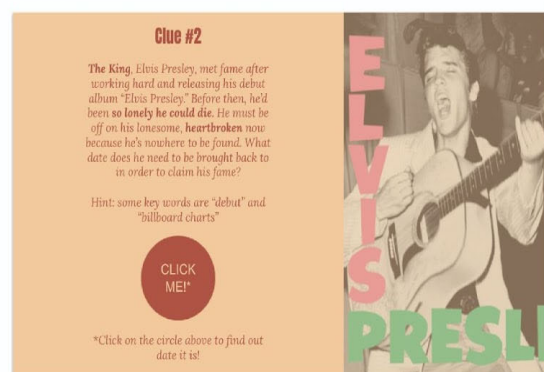 Clue #2
The King, Elvis Presley, met fame after
working hard and releasing his debut
album “Elvis Presley.” Before then, he’d
been so lonely he could die. He must be
off on his lonesome, heartbroken now
because he’s nowhere to be found. What
date does he need to be brought back to
in order to claim his fame?
Hint: some key words are “debut” and
“billboard charts”
CLICK
ME!*
*Click on the circle above to find out
date it is!
ELVIS
PRESL